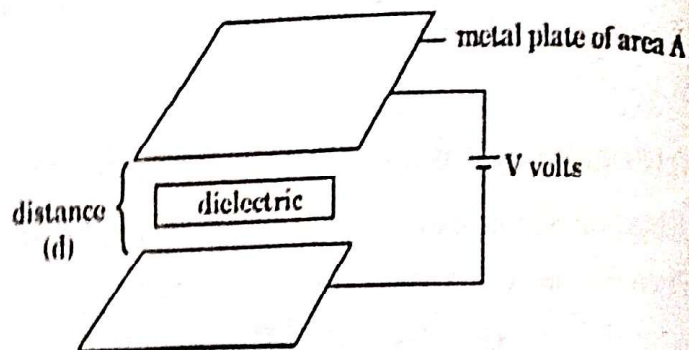 metal plate of area A
V volts
dielectric
distance
(d)